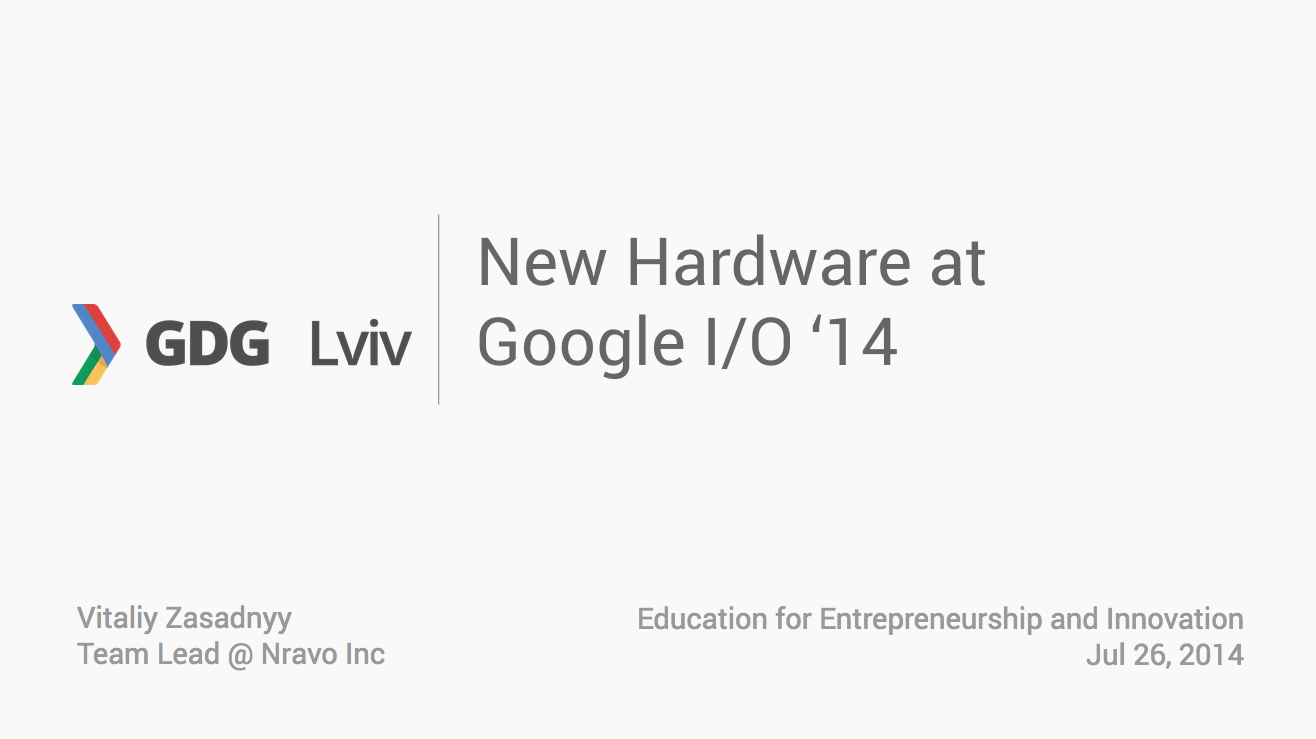 GDG Lviv
New Hardware at
Google I/O ‘14
Vitaliy Zasadnyy
Team Lead @ Nravo Inc
Education for Entrepreneurship and Innovation
Jul 26, 2014